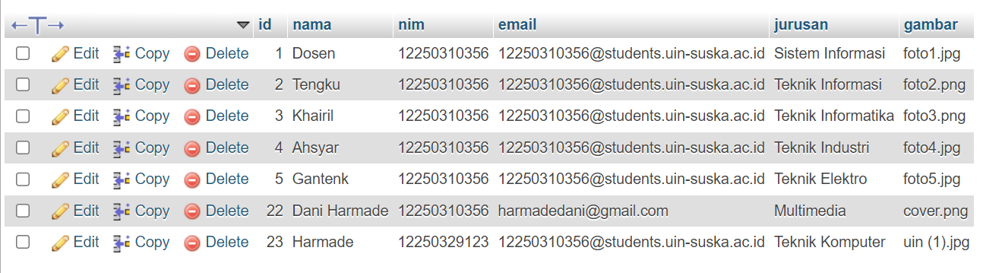 id nama nim email jurusan gambar
Edit Copy Delete 1 Dosen 12250310356 12250310356@students.uin-suska.ac.id Sistem Informasi foto1.jpg
Edit Copy Delete 2 Tengku 12250310356 12250310356@students.uin-suska.ac.id Teknik Informasi foto2.png
Edit Copy Delete 3 Khairil 12250310356 12250310356@students.uin-suska.ac.id Teknik Informatika foto3.png
Edit Copy Delete 4 Ahsyar 12250310356 12250310356@students.uin-suska.ac.id Teknik Industri foto4.jpg
Edit Copy Delete 5 Gantenk 12250310356 12250310356@students.uin-suska.ac.id Teknik Elektro foto5.jpg
Edit Copy Delete 22 Dani Harmade 12250310356 harmadedani@gmail.com Multimedia cover.png
Edit Copy Delete 23 Harmade 12250329123 12250310356@students.uin-suska.ac.id Teknik Komputer uin (1).jpg